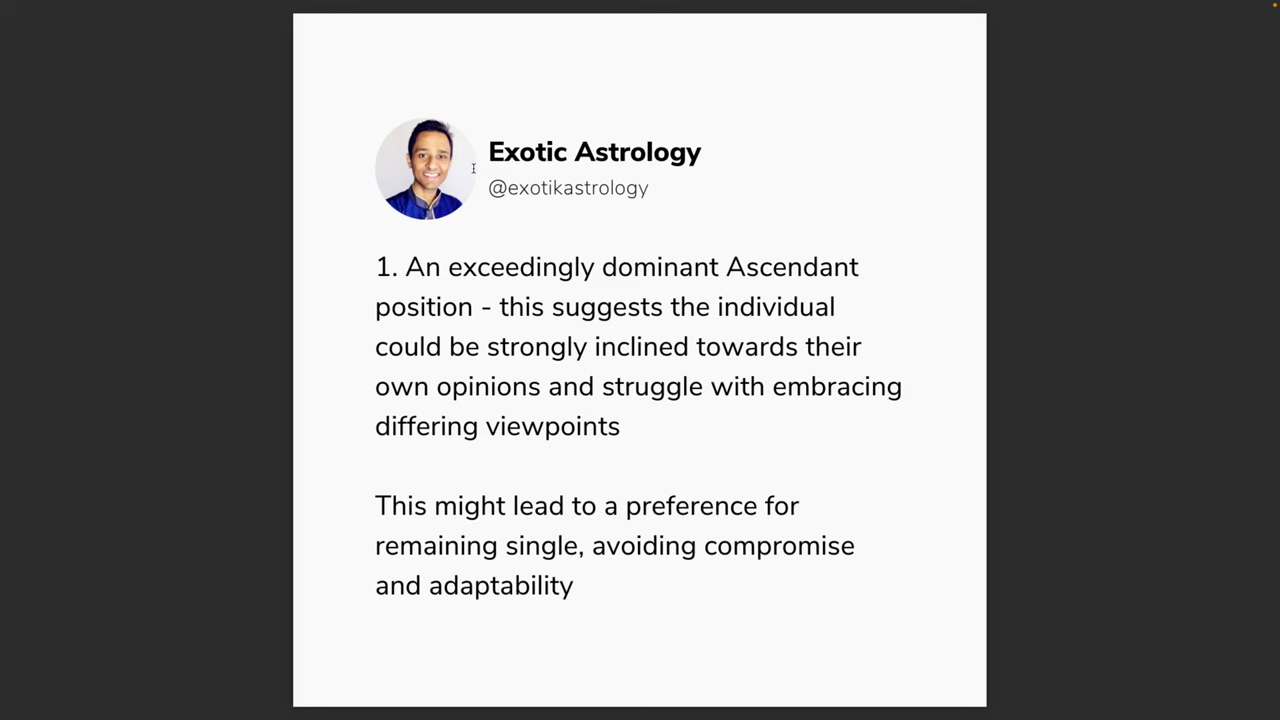 Exotic Astrology
@exotikastrology
1. An exceedingly dominant Ascendant
position - this suggests the individual
could be strongly inclined towards their
own opinions and struggle with embracing
differing viewpoints
This might lead to a preference for
remaining single, avoiding compromise
and adaptability